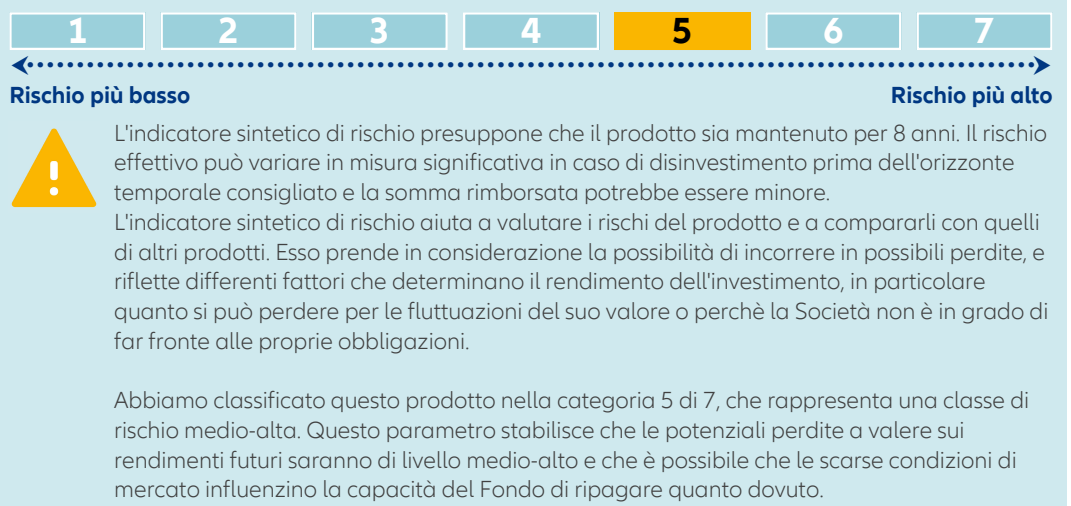 1 2 3 4 5 6 7
Rischio più basso Rischio più alto
L'indicatore sintetico di rischio presuppone che il prodotto sia mantenuto per 8 anni. Il rischio
effettivo può variare in misura significativa in caso di disinvestimento prima dell'orizzonte
temporale consigliato e la somma rimborsata potrebbe essere minore.
L'indicatore sintetico di rischio aiuta a valutare i rischi del prodotto e a compararli con quelli
di altri prodotti. Esso prende in considerazione la possibilità di incorrere in possibili perdite, e
riflette differenti fattori che determinano il rendimento dell'investimento, in particolare
quanto si può perdere per le fluttuazioni del suo valore o perchè la Società non è in grado di
far fronte alle proprie obbligazioni.
Abbiamo classificato questo prodotto nella categoria 5 di 7, che rappresenta una classe di
rischio medio-alta. Questo parametro stabilisce che le potenziali perdite a valere sui
rendimenti futuri saranno di livello medio-alto e che è possibile che le scarse condizioni di
mercato influenzino la capacità del Fondo di ripagare quanto dovuto.